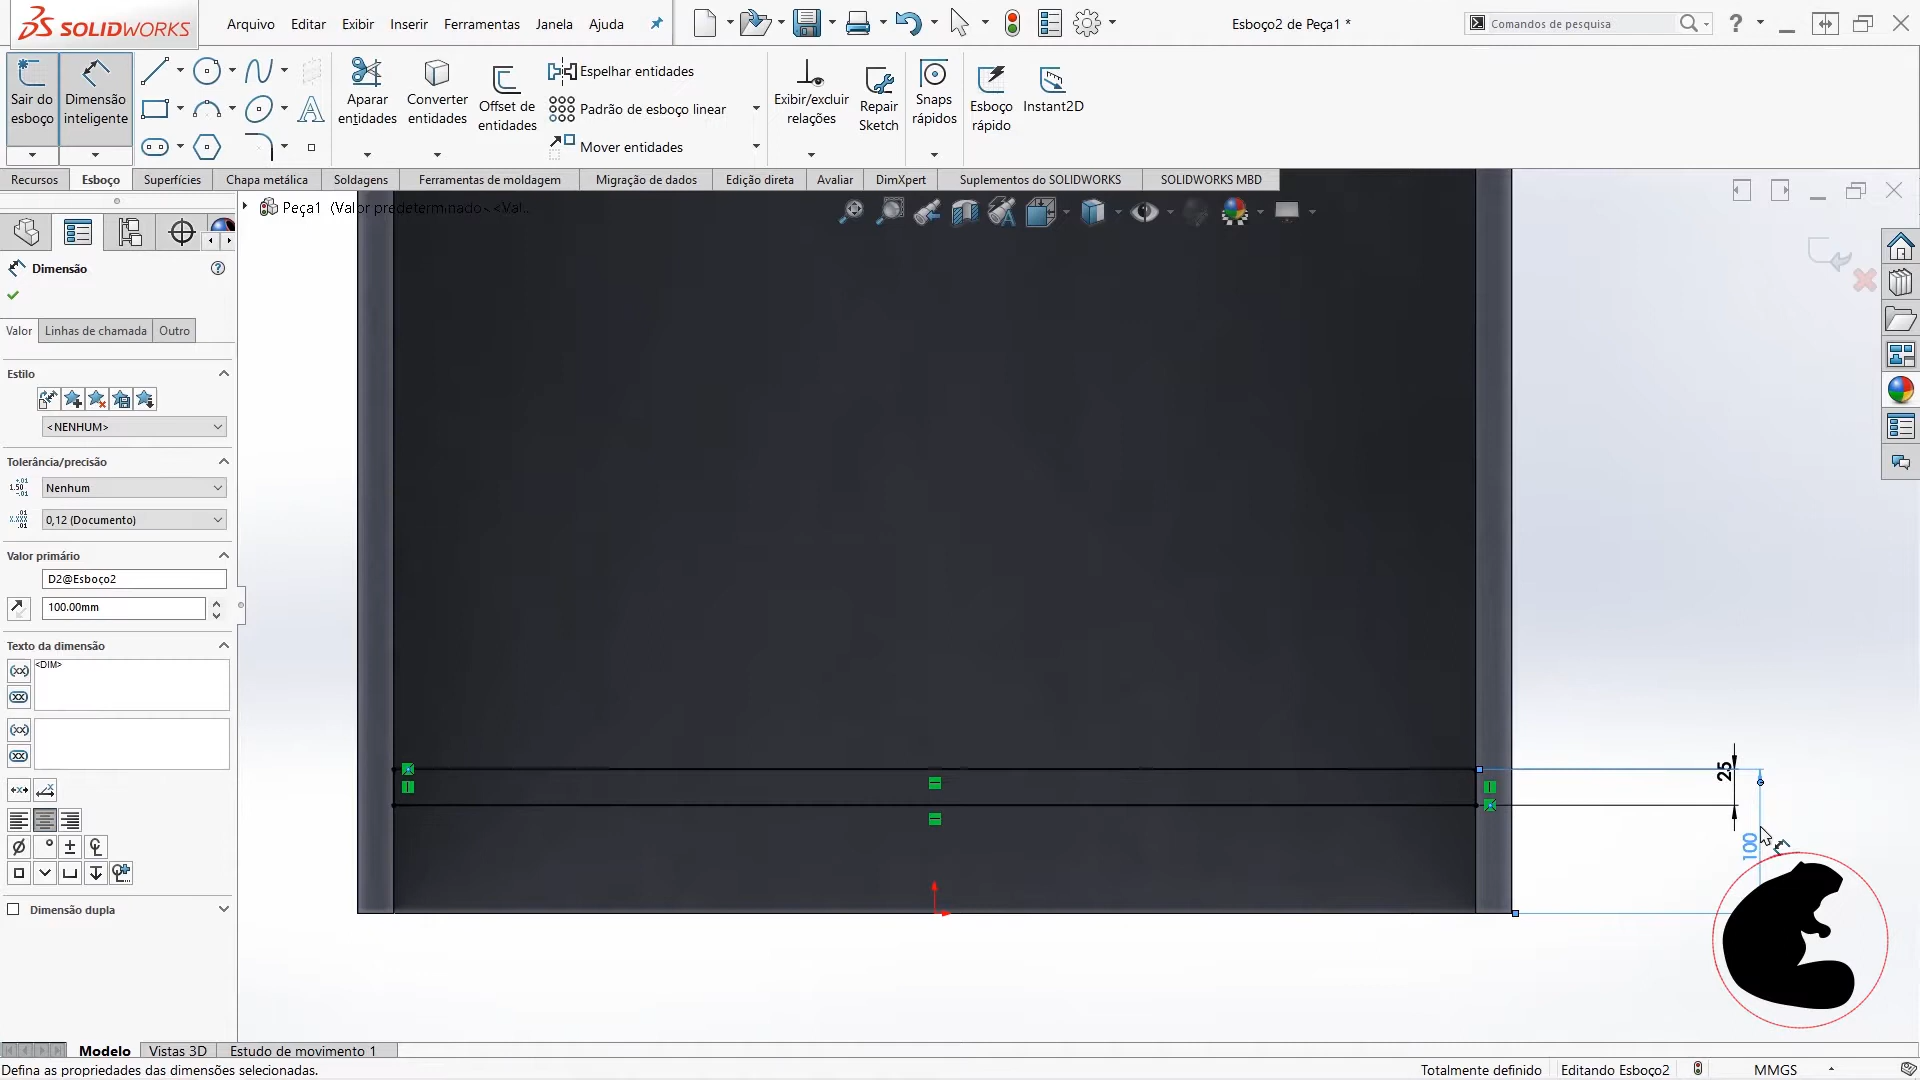 SOLIDWORKS
Arquivo Editar Exibir Inserir Ferramentas Janela Ajuda
Esboço2 de Peça1 *
Comandos de pesquisa
?
Sair do esboço
Dimensão inteligente
Aparar entidades
Converter entidades
Offset de entidades
Espelhar entidades
Padrão de esboço linear
Mover entidades
Exibir/excluir relações
Repair Sketch
Snaps rápidos
Esboço rápido
Instant2D
Recursos Esboço Superfícies Chapa metálica Soldagens Ferramentas de moldagem Migração de dados Edição direta Avaliar DimXpert Suplementos do SOLIDWORKS SOLIDWORKS MBD
Peça1 (Valor predeterminado<<Val...
Dimensão
Valor Linhas de chamada Outro
Estilo
<NENHUM>
Tolerância/precisão
Nenhum
0,12 (Documento)
Valor primário
D2@Esboço2
100.00mm
Texto da dimensão
<DIM>
Dimensão dupla
25
100
Modelo Vistas 3D Estudo de movimento 1
Defina as propriedades das dimensões selecionadas.
Totalmente definido Editando Esboço2 MMGS